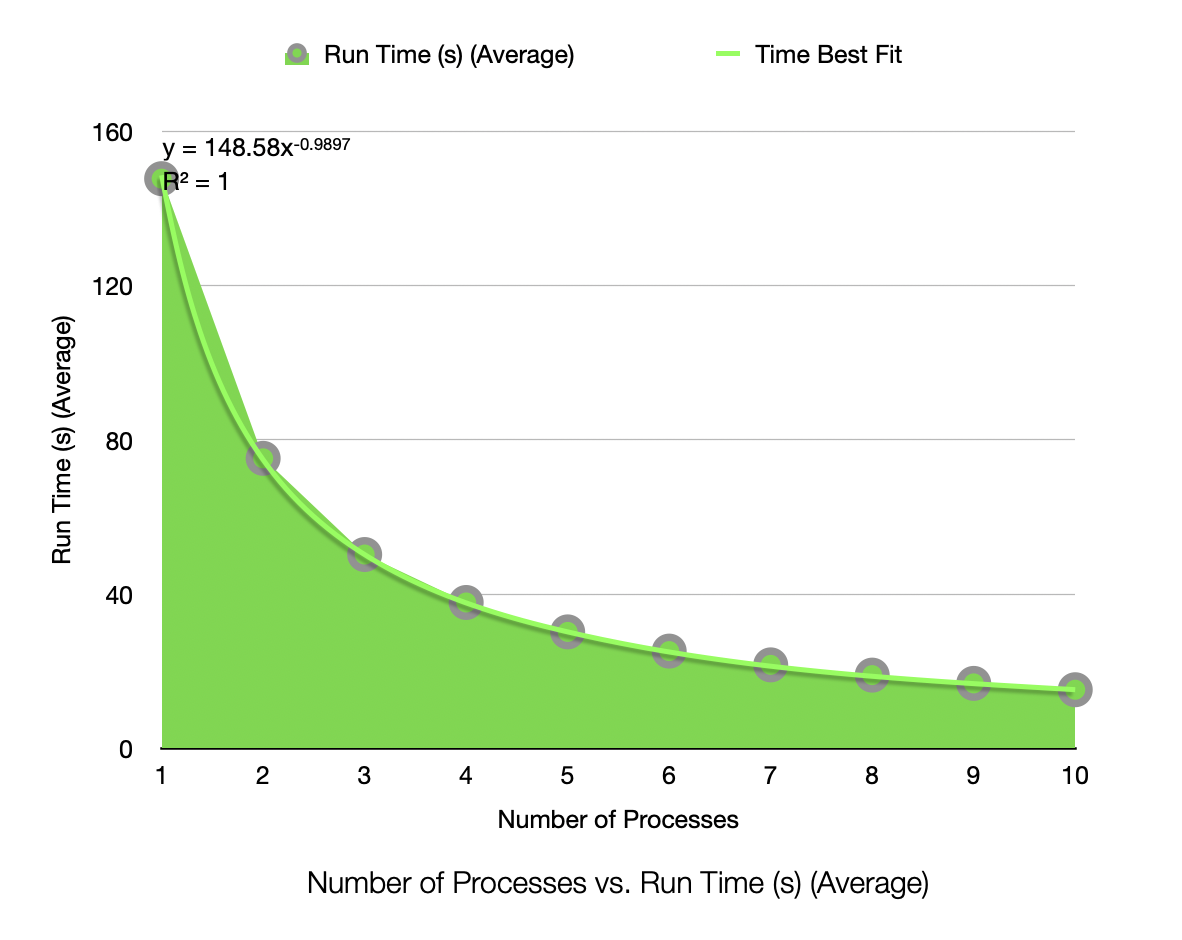 Run Time (s) (Average)
Time Best Fit
160
y = 148.58x⁻⁰·⁹⁸⁹⁷
R² = 1
120
80
40
0
Run Time (s) (Average)
1 2 3 4 5 6 7 8 9 10
Number of Processes
Number of Processes vs. Run Time (s) (Average)